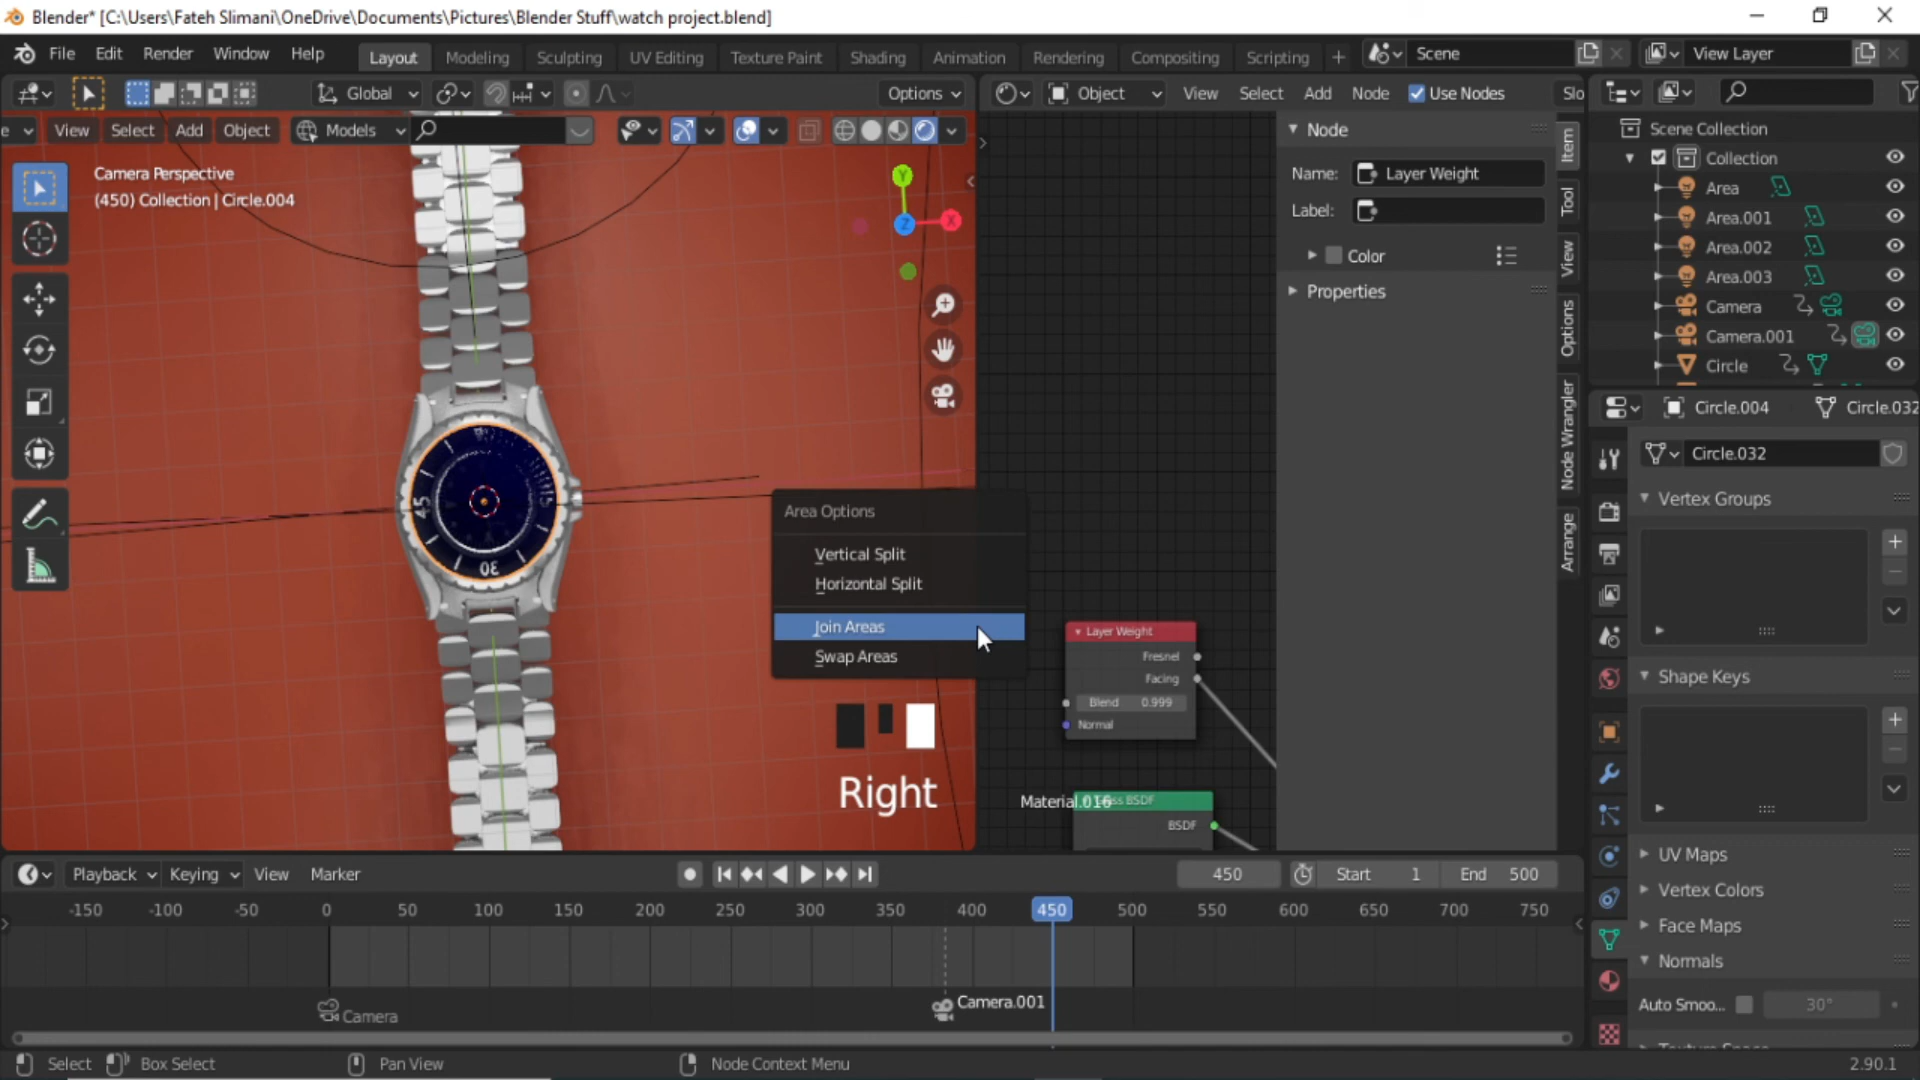 Blender* [C:\Users\Fateh Slimani\OneDrive\Documents\Pictures\Blender Stuff\watch project.blend]
File Edit Render Window Help Layout Modeling Sculpting UV Editing Texture Paint Shading Animation Rendering Compositing Scripting + Scene View Layer
Global Options Object View Select Add Node Use Nodes Slo
e View Select Add Object Models
Camera Perspective
(450) Collection | Circle.004
Y
X
Z
45
30
Area Options
Vertical Split
Horizontal Split
Join Areas
Swap Areas
Right
Layer Weight
Fresnel
Facing
Blend 0.999
Normal
Material.016
BSDF
BSDF
Node
Name: Layer Weight
Label:
Color
Properties
Item
Tool
View
Options
Node Wrangler
Arrange
Scene Collection
Collection
Area
Area.001
Area.002
Area.003
Camera
Camera.001
Circle
Circle.004 Circle.032
Circle.032
Vertex Groups
Shape Keys
UV Maps
Vertex Colors
Face Maps
Normals
Auto Smoo... 30°
Playback Keying View Marker 450 Start 1 End 500
-150 -100 -50 0 50 100 150 200 250 300 350 400 450 500 550 600 650 700 750
Camera
Camera.001
Select Box Select Pan View Node Context Menu 2.90.1